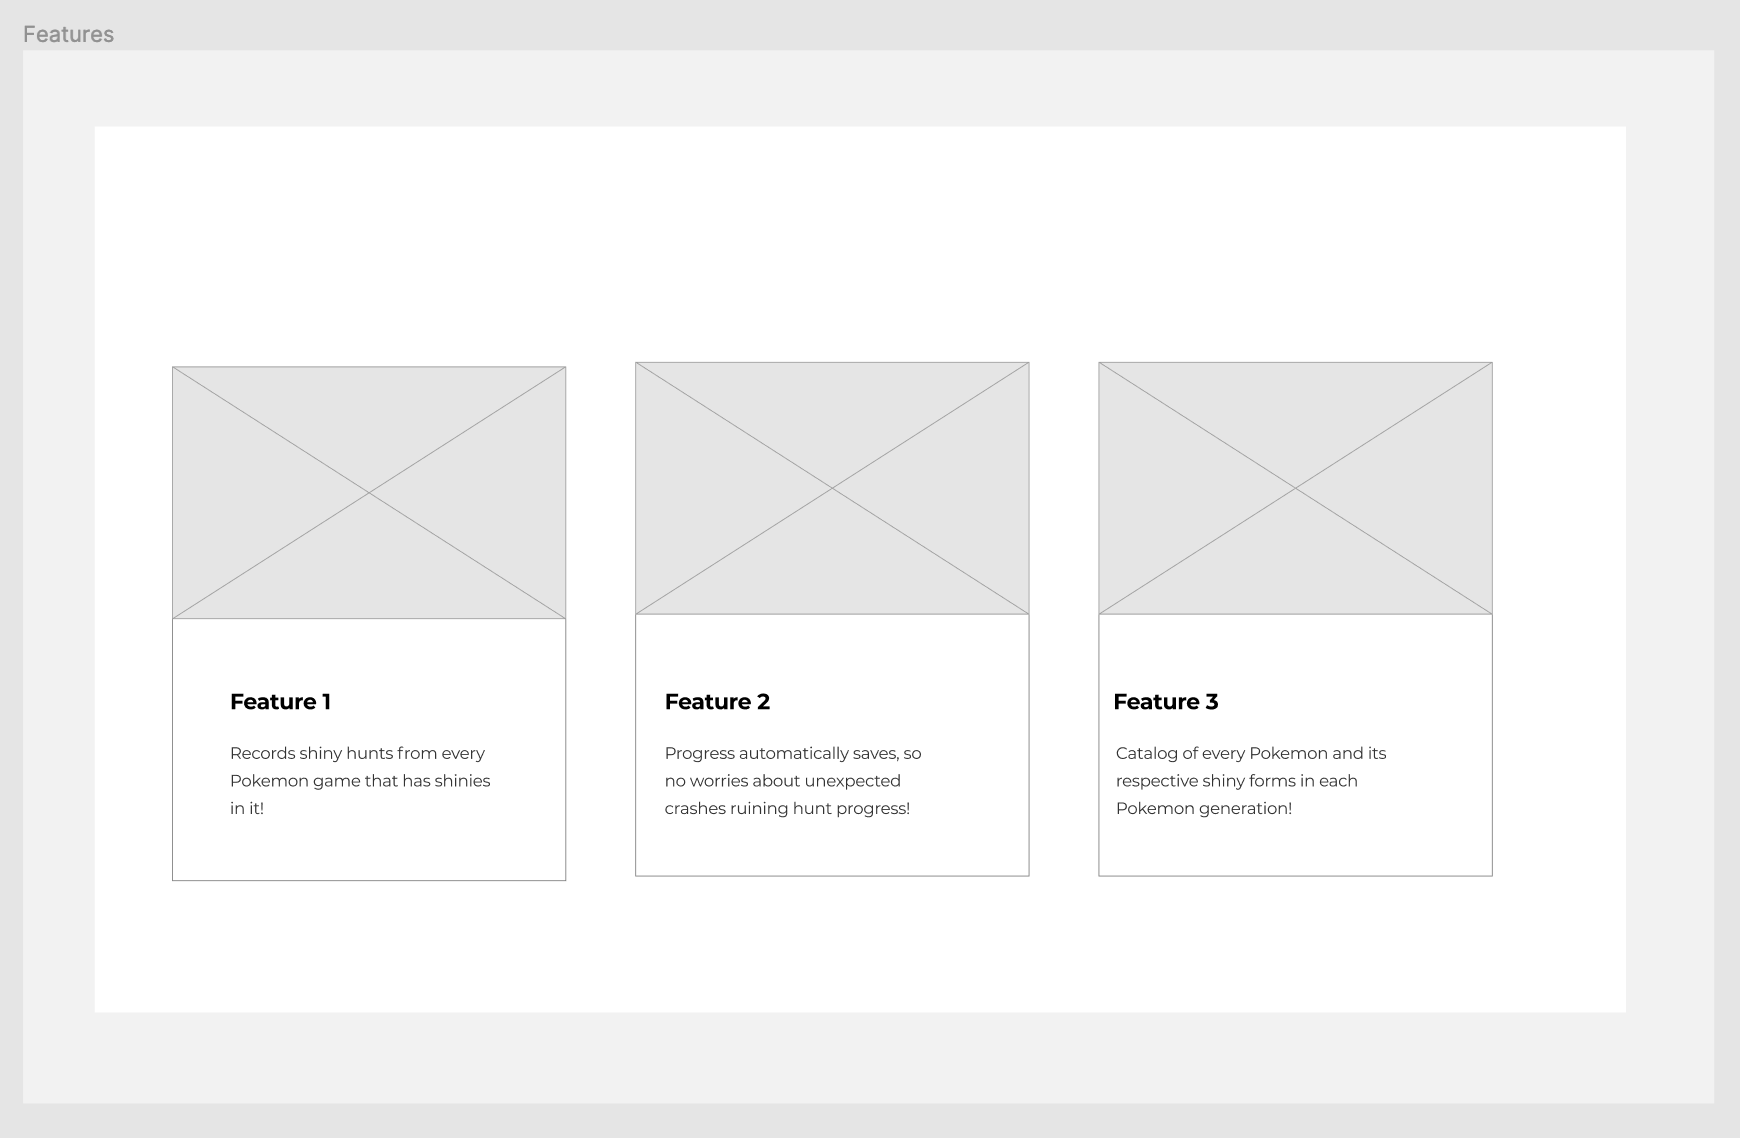 Features
Feature 1
Records shiny hunts from every
Pokemon game that has shinies
in it!
Feature 2
Progress automatically saves, so
no worries about unexpected
crashes ruining hunt progress!
Feature 3
Catalog of every Pokemon and its
respective shiny forms in each
Pokemon generation!